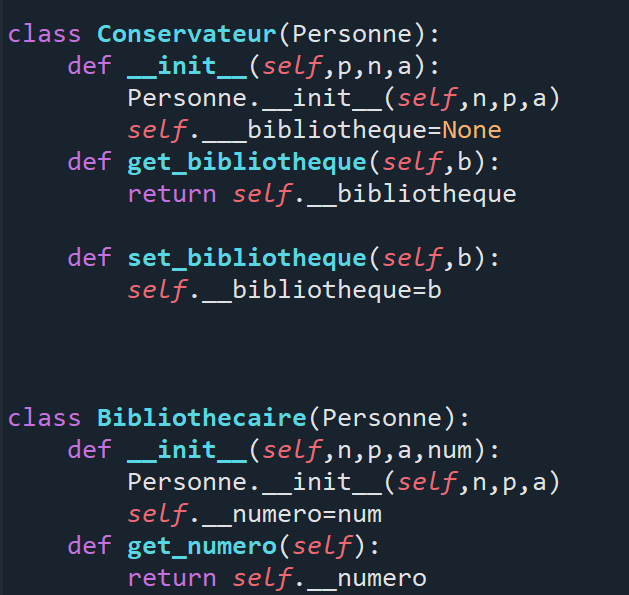 class Conservateur(Personne):
    def __init__(self,p,n,a):
        Personne.__init__(self,n,p,a)
        self.___bibliotheque=None
    def get_bibliotheque(self,b):
        return self.__bibliotheque

    def set_bibliotheque(self,b):
        self.__bibliotheque=b

class Bibliothecaire(Personne):
    def __init__(self,n,p,a,num):
        Personne.__init__(self,n,p,a)
        self.__numero=num
    def get_numero(self):
        return self.__numero